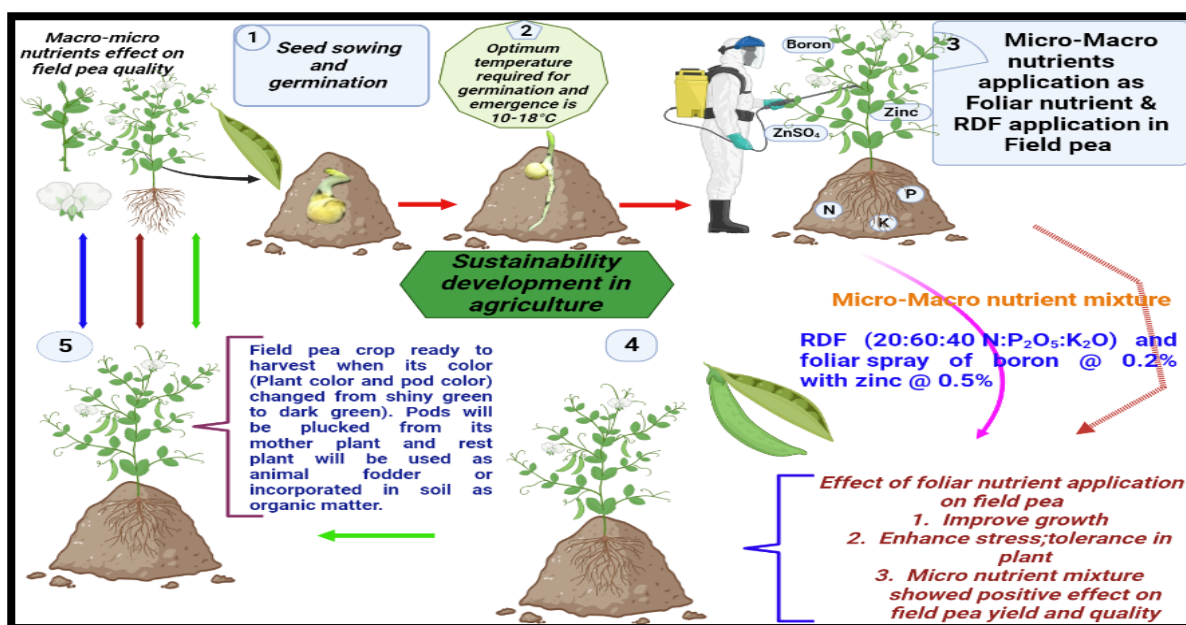 Macro-micro
nutrients effect on
field pea quality
1
Seed sowing
and
germination
2
Optimum
temperature
required for
germination and
emergence is
10-18°C
Boron
Zinc
ZnSO₄
N
P
K
3
Micro-Macro
nutrients
application as
Foliar nutrient &
RDF application in
Field pea
Sustainability
development in
agriculture
Micro-Macro nutrient mixture
RDF (20:60:40 N:P₂O₅:K₂O) and
foliar spray of boron @ 0.2%
with zinc @ 0.5%
4
Effect of foliar nutrient application
on field pea
1. Improve growth
2. Enhance stress;tolerance in
plant
3. Micro nutrient mixture
showed positive effect on
field pea yield and quality
5
Field pea crop ready to
harvest when its color
(Plant color and pod color)
changed from shiny green
to dark green). Pods will
be plucked from its
mother plant and rest
plant will be used as
animal fodder or
incorporated in soil as
organic matter.